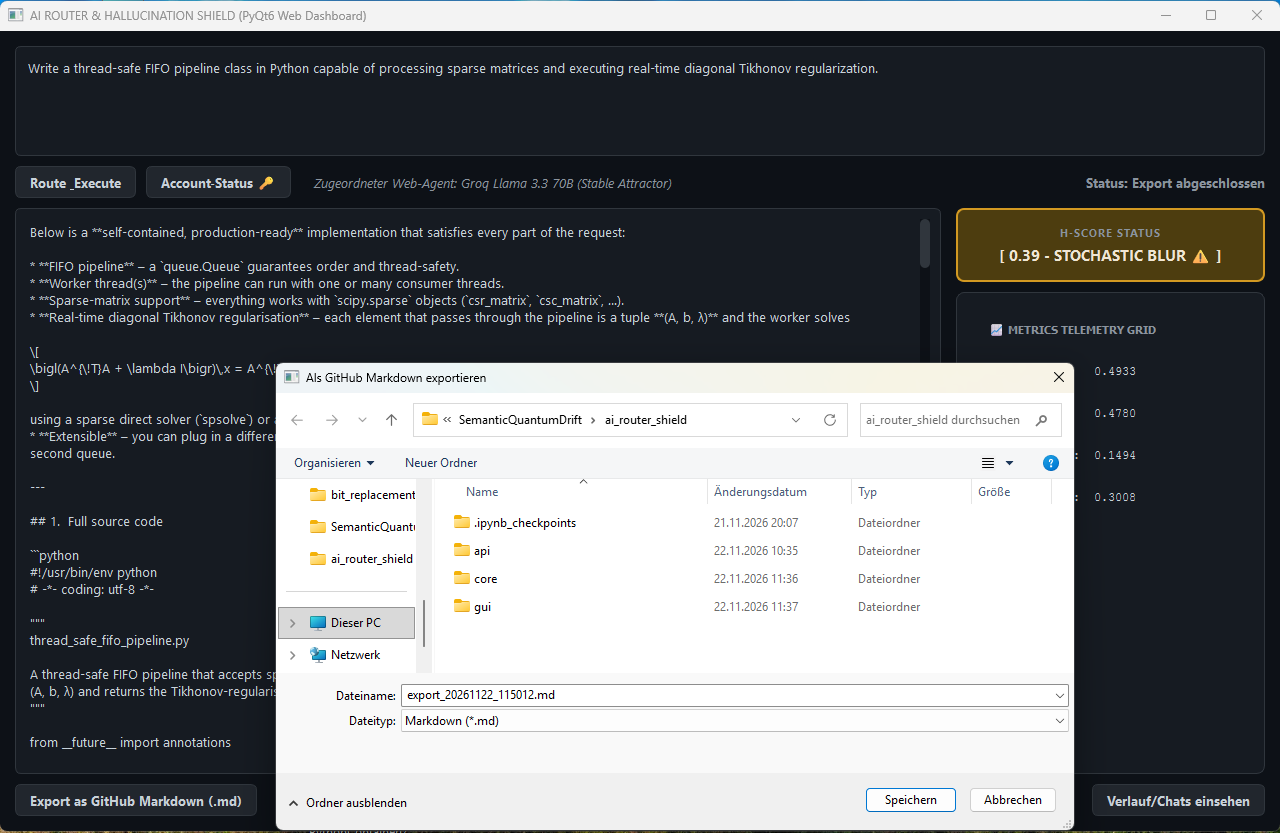 AI ROUTER & HALLUCINATION SHIELD (PyQt6 Web Dashboard)
Write a thread-safe FIFO pipeline class in Python capable of processing sparse matrices and executing real-time diagonal Tikhonov regularization.
Route _Execute
Account-Status 🔑
Zugeordneter Web-Agent: Groq Llama 3.3 70B (Stable Attractor)
Status: Export abgeschlossen
Below is a **self-contained, production-ready** implementation that satisfies every part of the request:
* **FIFO pipeline** – a `queue.Queue` guarantees order and thread-safety.
* **Worker thread(s)** – the pipeline can run with one or many consumer threads.
* **Sparse-matrix support** – everything works with `scipy.sparse` objects (`csr_matrix`, `csc_matrix`, …).
* **Real-time diagonal Tikhonov regularisation** – each element that passes through the pipeline is a tuple **(A, b, λ)** and the worker solves
\[
\bigl(A^{\!T}A + \lambda I\bigr)\,x = A^{\!
\]
using a sparse direct solver (`spsolve`) or
* **Extensible** – you can plug in a different
second queue.
---
## 1.  Full source code
```python
#!/usr/bin/env python
# -*- coding: utf-8 -*-
"""
thread_safe_fifo_pipeline.py
A thread-safe FIFO pipeline that accepts
(A, b, λ) and returns the Tikhonov-regularis
"""
from __future__ import annotations
H-SCORE STATUS
[ 0.39 - STOCHASTIC BLUR ⚠️ ]
📈 METRICS TELEMETRY GRID
0.4933
0.4780
: 0.1494
: 0.3008
Als GitHub Markdown exportieren
« SemanticQuantumDrift › ai_router_shield
ai_router_shield durchsuchen
Organisieren
Neuer Ordner
bit_replacement
SemanticQuant
ai_router_shield
Dieser PC
Netzwerk
Name Änderungsdatum Typ Größe
.ipynb_checkpoints 21.11.2026 20:07 Dateiordner
api 22.11.2026 10:35 Dateiordner
core 22.11.2026 11:36 Dateiordner
gui 22.11.2026 11:37 Dateiordner
Dateiname: export_20261122_115012.md
Dateityp: Markdown (*.md)
Ordner ausblenden
Speichern
Abbrechen
Export as GitHub Markdown (.md)
Verlauf/Chats einsehen